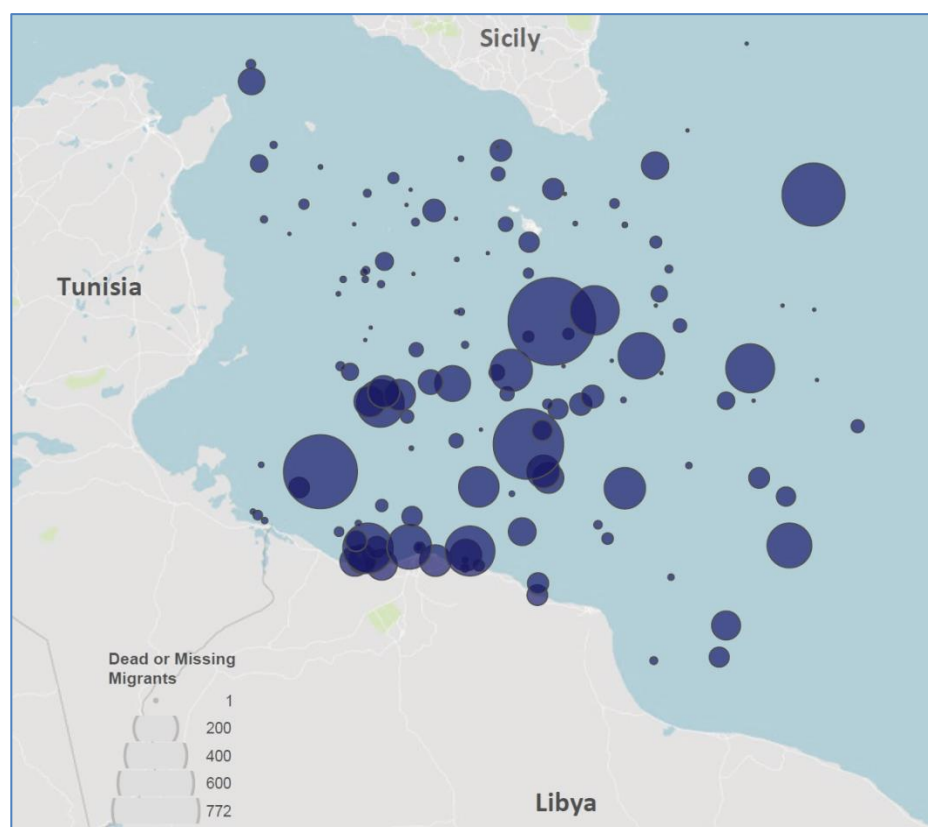 Sicily
Tunisia
Dead or Missing
Migrants
1
200
400
600
772
Libya